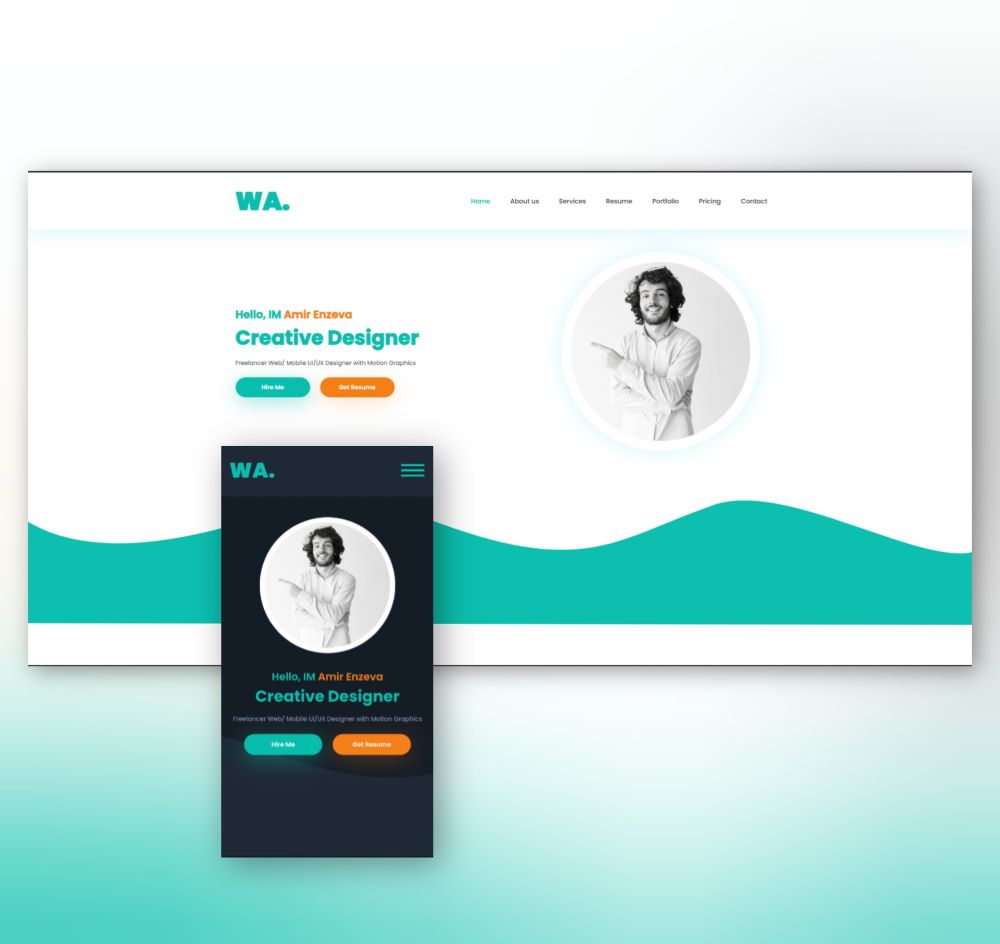 WA.
Home About us Services Resume Portfolio Pricing Contact
Hello, IM Amir Enzeva
Creative Designer
Freelancer Web/ Mobile UI/UX Designer with Motion Graphics
Hire Me Get Resume
WA.
Hello, IM Amir Enzeva
Creative Designer
Freelancer Web/ Mobile UI/UX Designer with Motion Graphics
Hire Me Get Resume